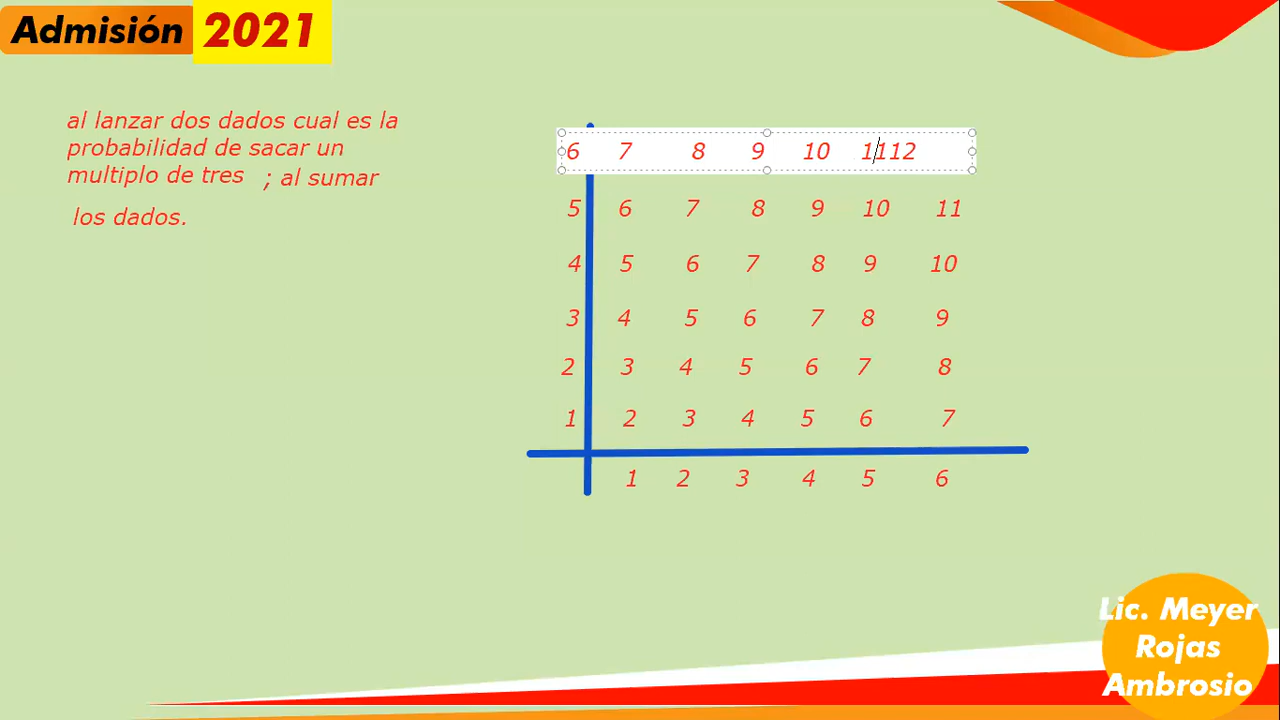 Admisión 2021
al lanzar dos dados cual es la
probabilidad de sacar un
multiplo de tres ; al sumar
los dados.
6 7 8 9 10 1112
5 6 7 8 9 10 11
4 5 6 7 8 9 10
3 4 5 6 7 8 9
2 3 4 5 6 7 8
1 2 3 4 5 6 7
1 2 3 4 5 6
Lic. Meyer
Rojas
Ambrosio